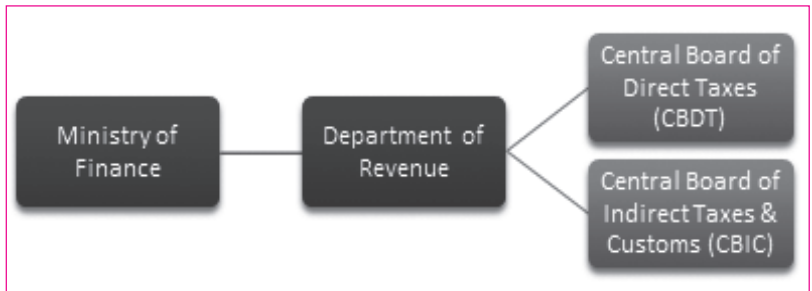 Ministry of
Finance
Department of
Revenue
Central Board of
Direct Taxes
(CBDT)
Central Board of
Indirect Taxes &
Customs (CBIC)